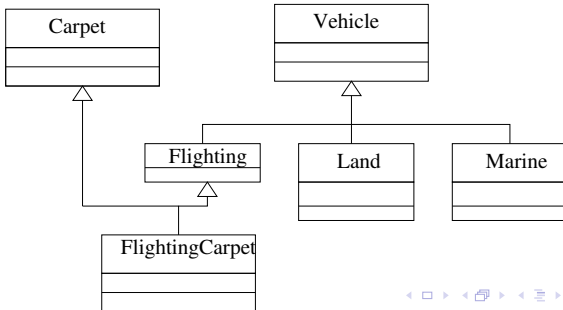 Carpet
Vehicle
Flighting
Land
Marine
FlightingCarpet